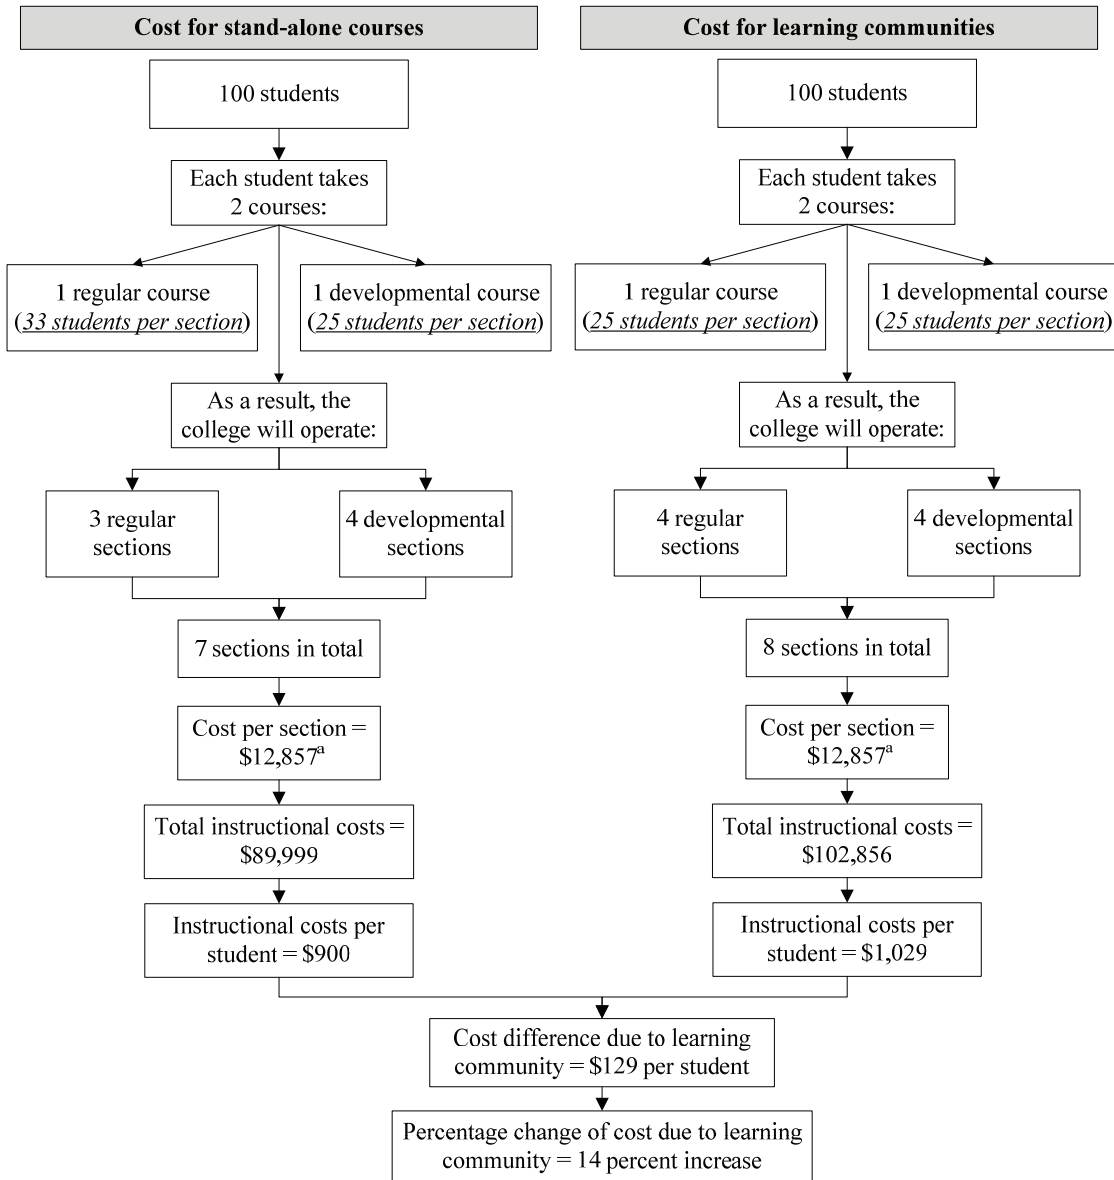 Cost for stand-alone courses
100 students
Each student takes
2 courses:
1 regular course
(33 students per section)
1 developmental course
(25 students per section)
As a result, the
college will operate:
3 regular
sections
4 developmental
sections
7 sections in total
Cost per section =
$12,857a
Total instructional costs =
$89,999
Instructional costs per
student = $900
Cost for learning communities
100 students
Each student takes
2 courses:
1 regular course
(25 students per section)
1 developmental course
(25 students per section)
As a result, the
college will operate:
4 regular
sections
4 developmental
sections
8 sections in total
Cost per section =
$12,857a
Total instructional costs =
$102,856
Instructional costs per
student = $1,029
Cost difference due to learning
community = $129 per student
Percentage change of cost due to learning
community = 14 percent increase